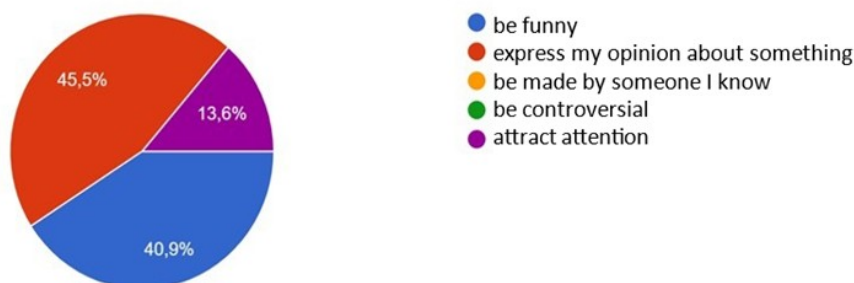 45,5%
13,6%
40,9%
be funny
express my opinion about something
be made by someone I know
be controversial
attract attention